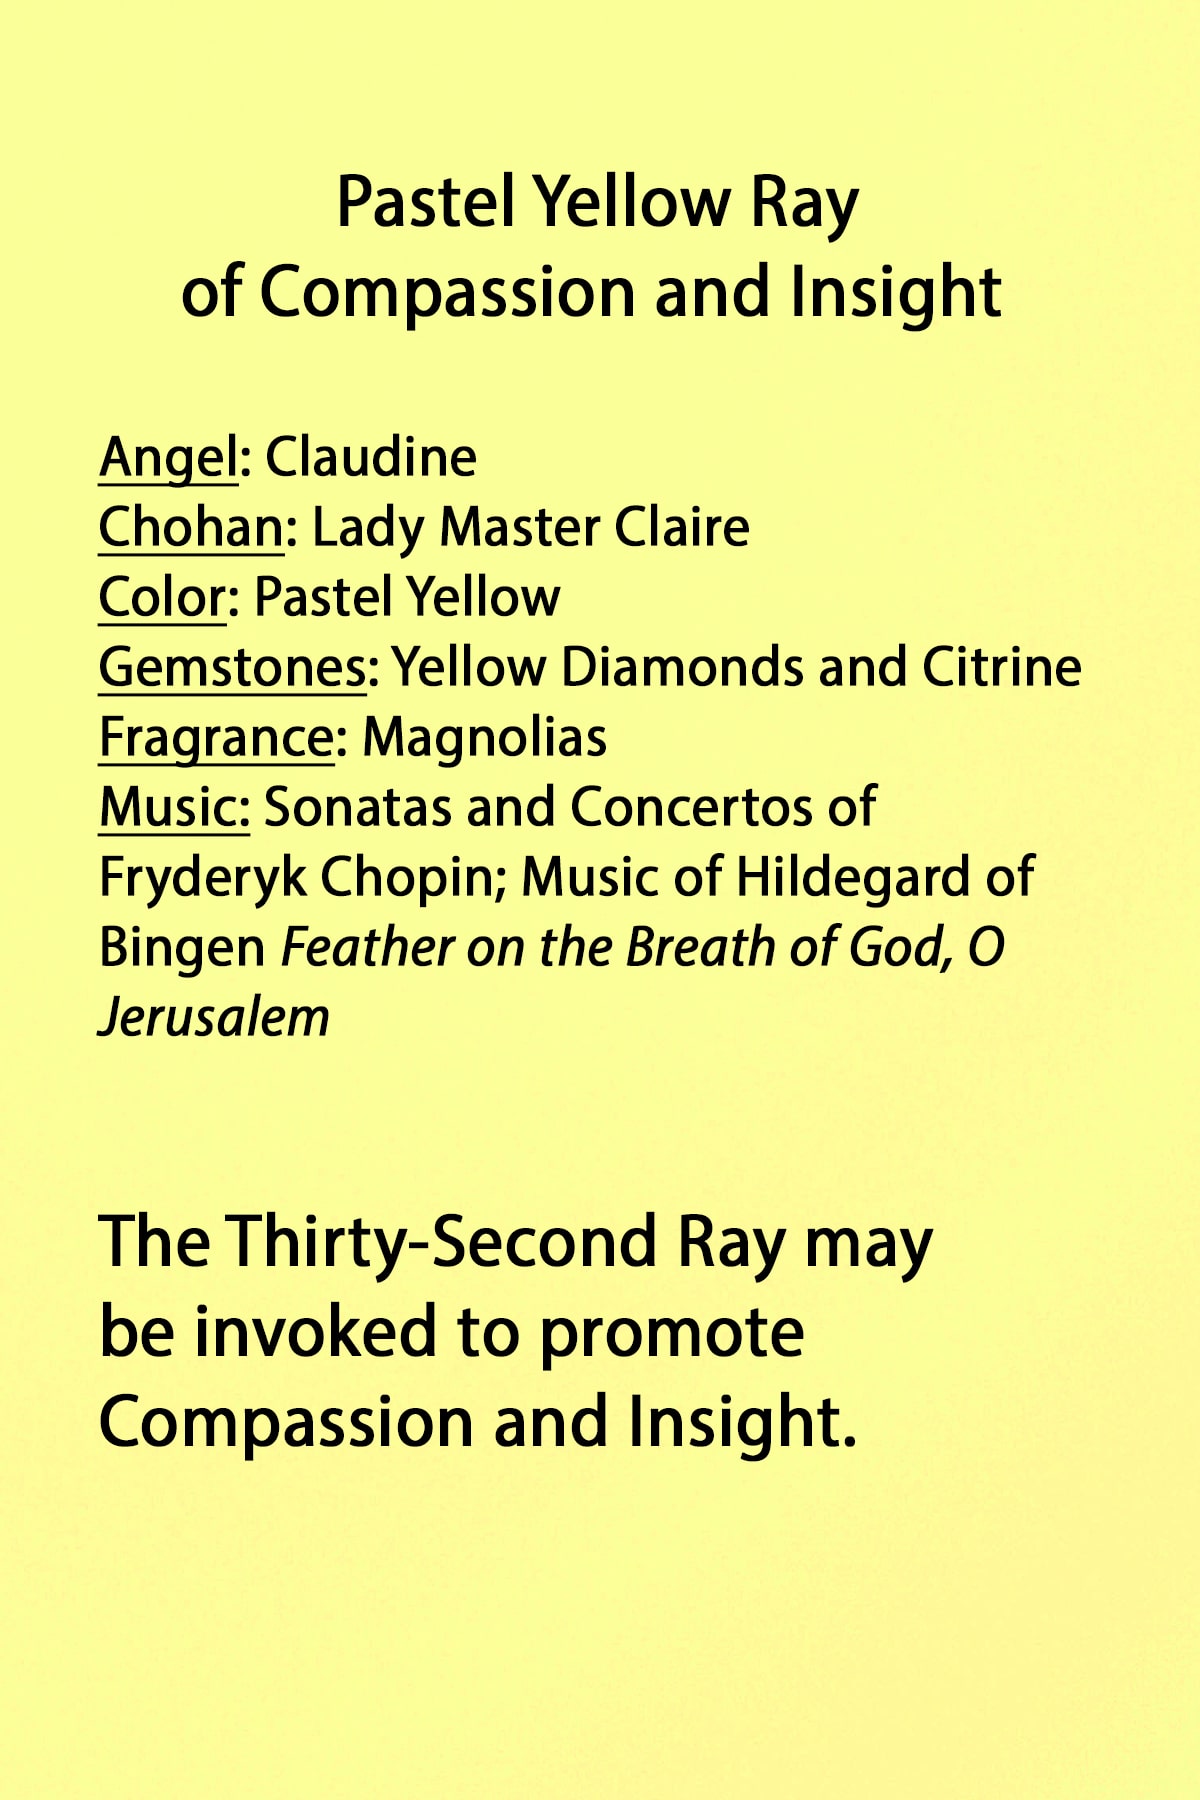 Pastel Yellow Ray
of Compassion and Insight
Angel: Claudine
Chohan: Lady Master Claire
Color: Pastel Yellow
Gemstones: Yellow Diamonds and Citrine
Fragrance: Magnolias
Music: Sonatas and Concertos of
Fryderyk Chopin; Music of Hildegard of
Bingen Feather on the Breath of God, O
Jerusalem
The Thirty-Second Ray may
be invoked to promote
Compassion and Insight.